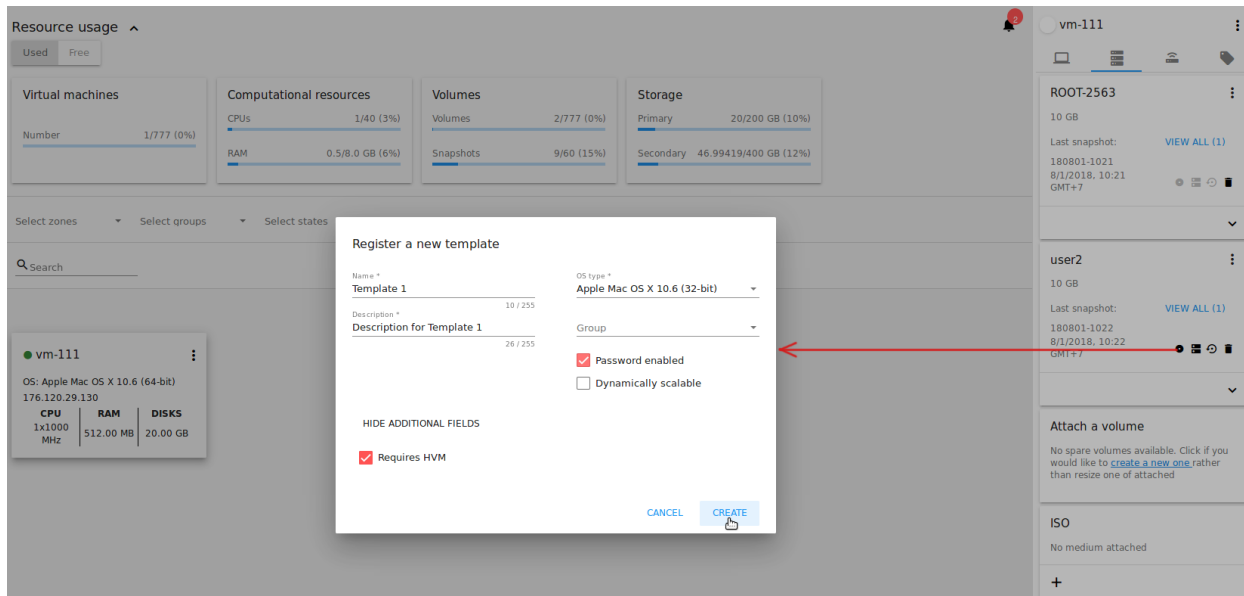 Resource usage
2
Used Free
Virtual machines
Number 1/777 (0%)
Computational resources
CPUs 1/40 (3%)
RAM 0.5/8.0 GB (6%)
Volumes
Volumes 2/777 (0%)
Snapshots 9/60 (15%)
Storage
Primary 20/200 GB (10%)
Secondary 46.99419/400 GB (12%)
Select zones Select groups Select states
Search
vm-111
OS: Apple Mac OS X 10.6 (64-bit)
176.120.29.130
CPU RAM DISKS
1x1000 MHz 512.00 MB 20.00 GB
Register a new template
Name *
Template 1
10 / 255
Description *
Description for Template 1
26 / 255
OS type *
Apple Mac OS X 10.6 (32-bit)
Group
Password enabled
Dynamically scalable
HIDE ADDITIONAL FIELDS
Requires HVM
CANCEL CREATE
vm-111
ROOT-2563
10 GB
Last snapshot: VIEW ALL (1)
180801-1021
8/1/2018, 10:21
GMT+7
user2
10 GB
Last snapshot: VIEW ALL (1)
180801-1022
8/1/2018, 10:22
GMT+7
Attach a volume
No spare volumes available. Click if you
would like to create a new one rather
than resize one of attached
ISO
No medium attached
+